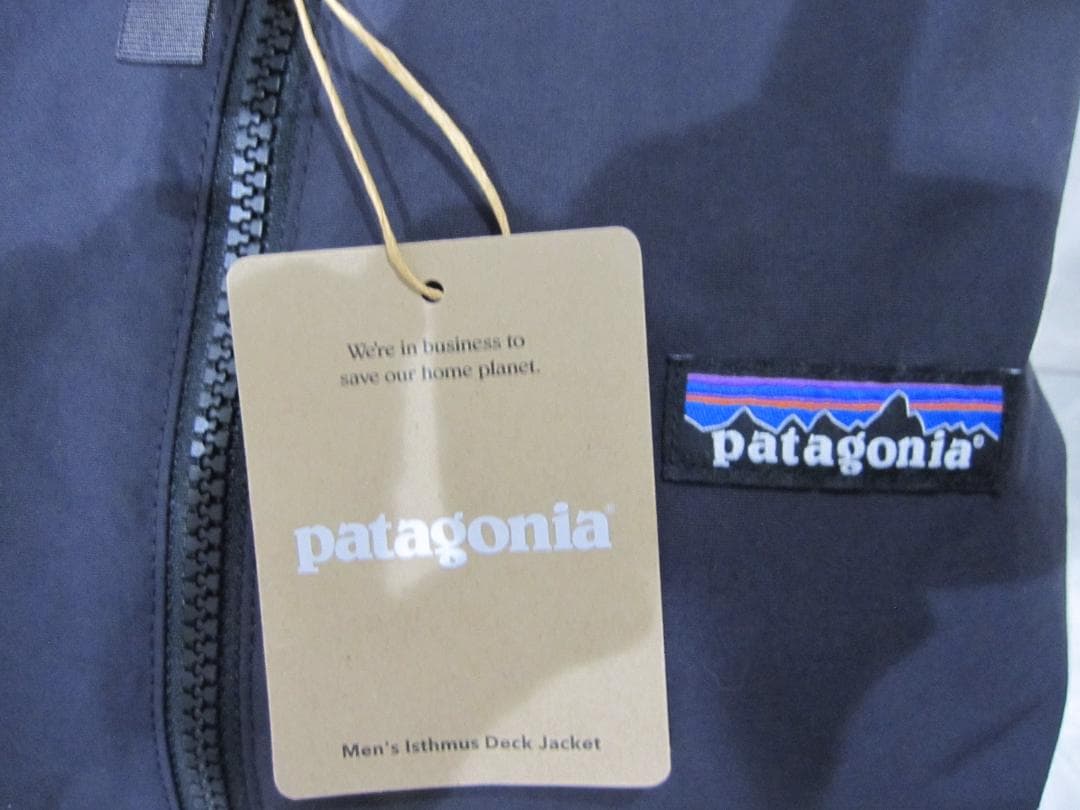 We're in business to
save our home planet.
patagonia®
patagonia®
Men's Isthmus Deck Jacket